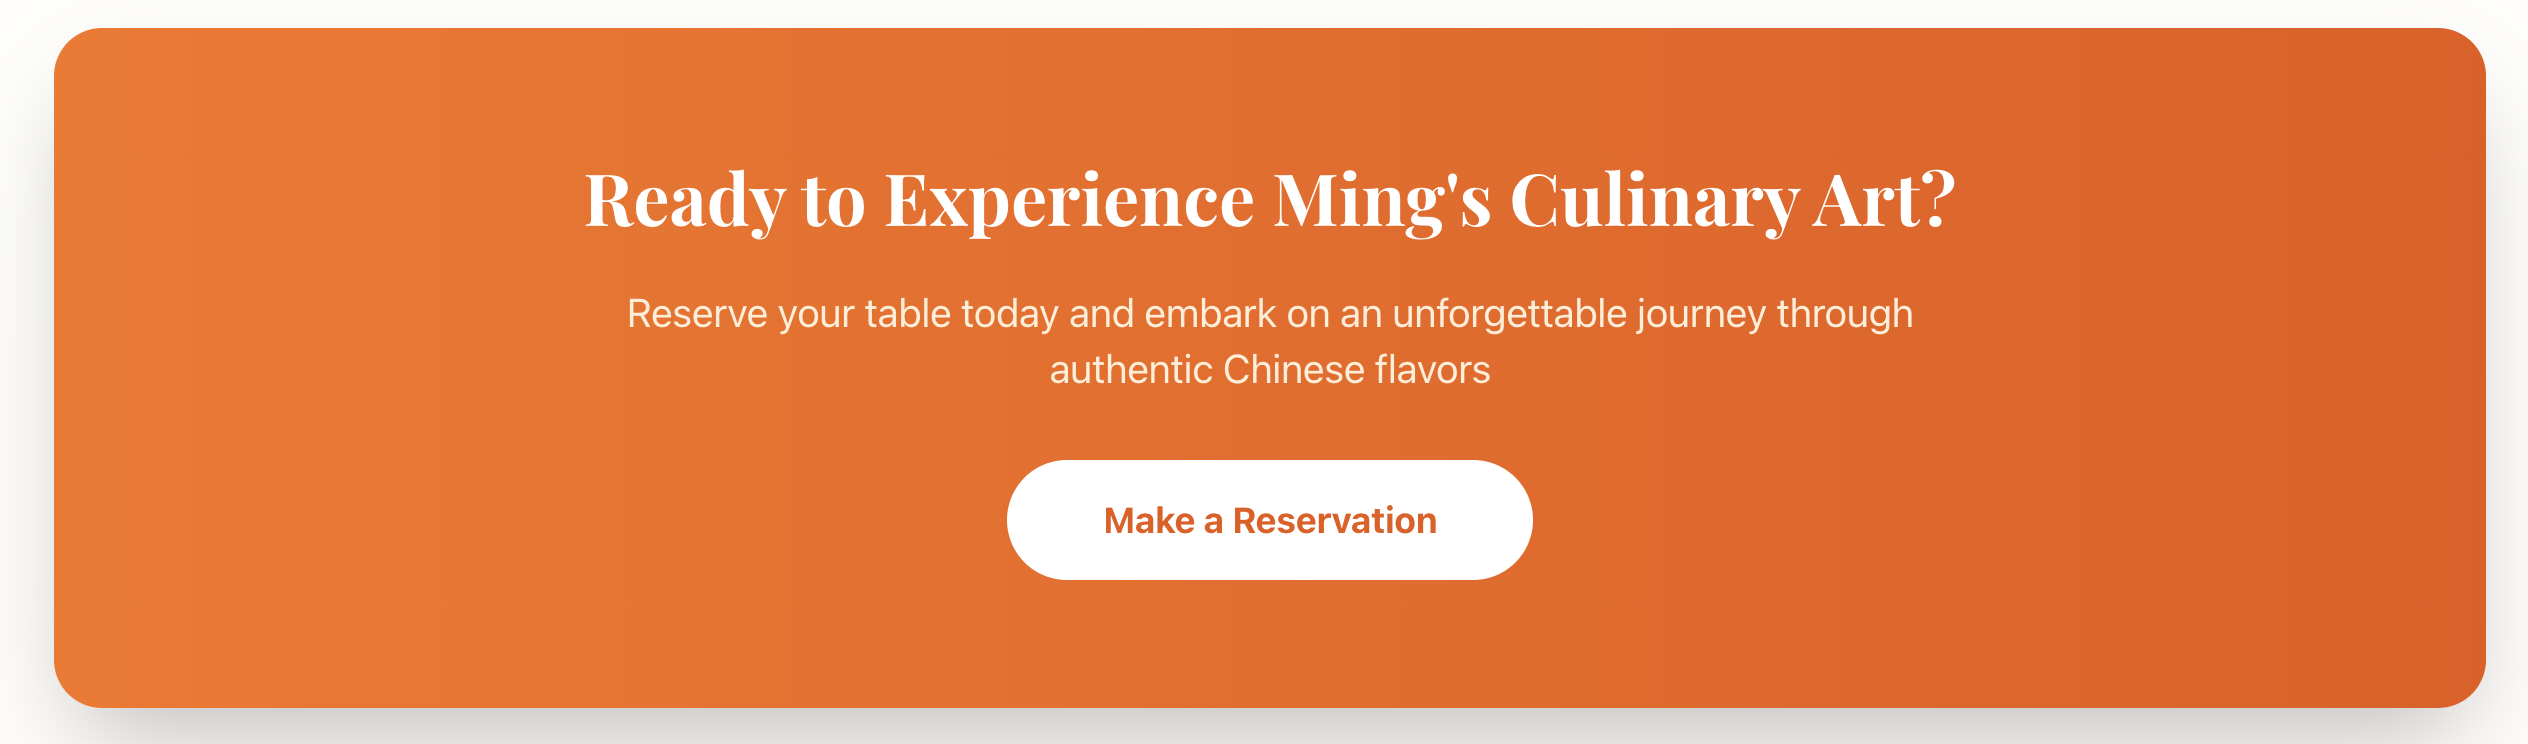 Ready to Experience Ming's Culinary Art?
Reserve your table today and embark on an unforgettable journey through
authentic Chinese flavors
Make a Reservation